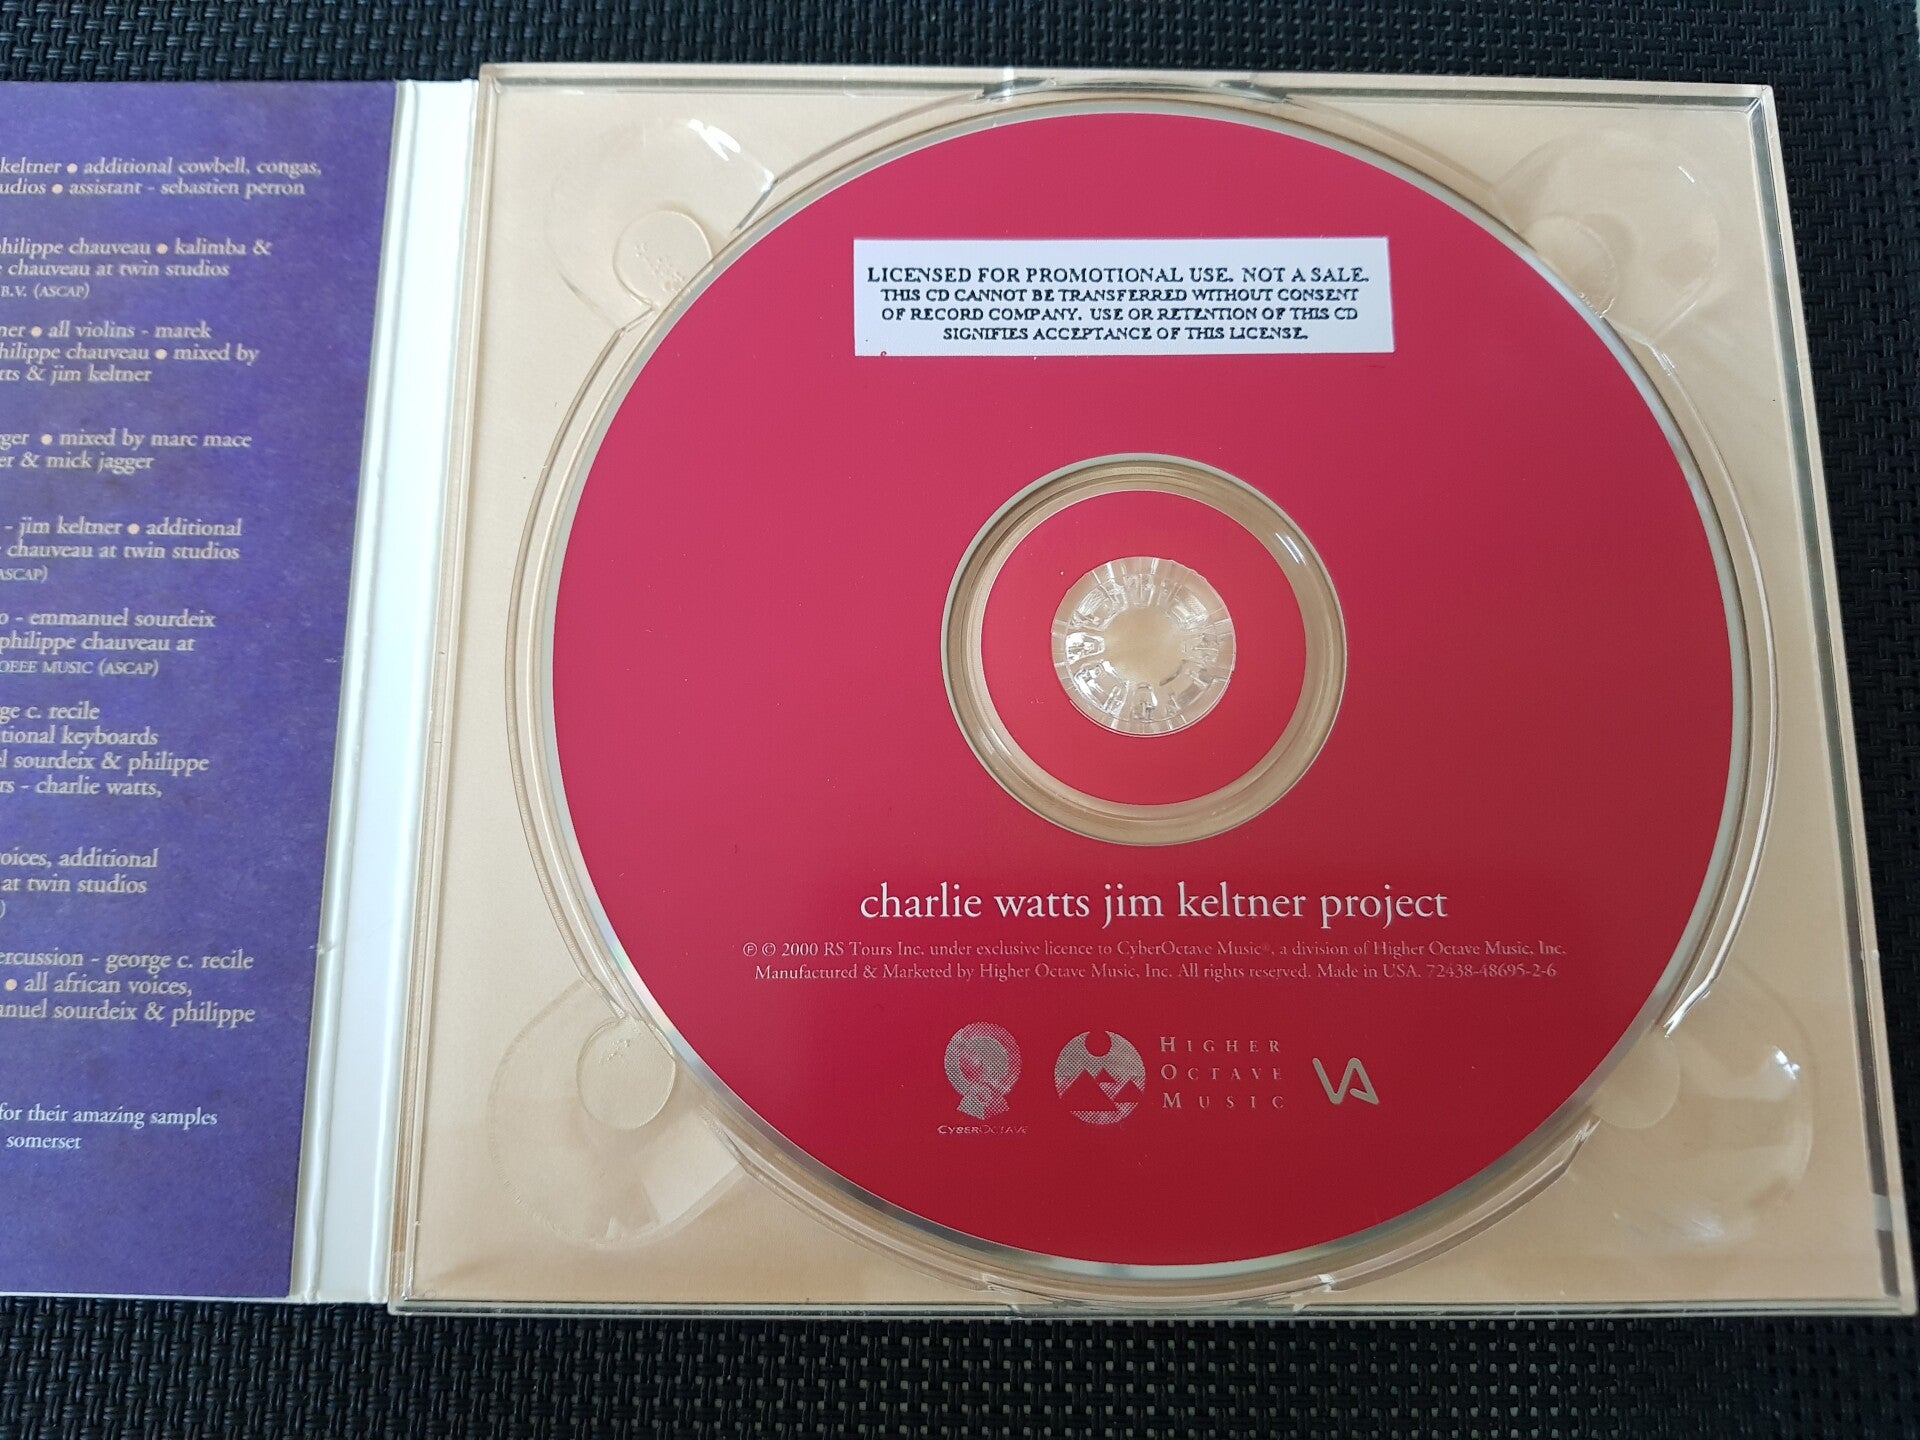 keltner • additional cowbell, congas,
udios • assistant - sebastien perron
philippe chauveau • kalimba &
chauveau at twin studios
B.V. (ASCAP)
ner • all violins - marek
hilippe chauveau • mixed by
tts & jim keltner
ger • mixed by marc mace
er & mick jagger
- jim keltner • additional
chauveau at twin studios
ASCAP)
o - emmanuel sourdeix
philippe chauveau at
OEEE MUSIC (ASCAP)
ge c. recile
tional keyboards
el sourdeix & philippe
rs - charlie watts,
oices, additional
at twin studios
)
ercussion - george c. recile
• all african voices,
anuel sourdeix & philippe
for their amazing samples
somerset
LICENSED FOR PROMOTIONAL USE. NOT A SALE.
THIS CD CANNOT BE TRANSFERRED WITHOUT CONSENT
OF RECORD COMPANY. USE OR RETENTION OF THIS CD
SIGNIFIES ACCEPTANCE OF THIS LICENSE.
charlie watts jim keltner project
℗ © 2000 RS Tours Inc. under exclusive licence to CyberOctave Music®, a division of Higher Octave Music, Inc.
Manufactured & Marketed by Higher Octave Music, Inc. All rights reserved. Made in USA. 72438-48695-2-6
CYBEROCTAVE
HIGHER
OCTAVE
MUSIC
VA